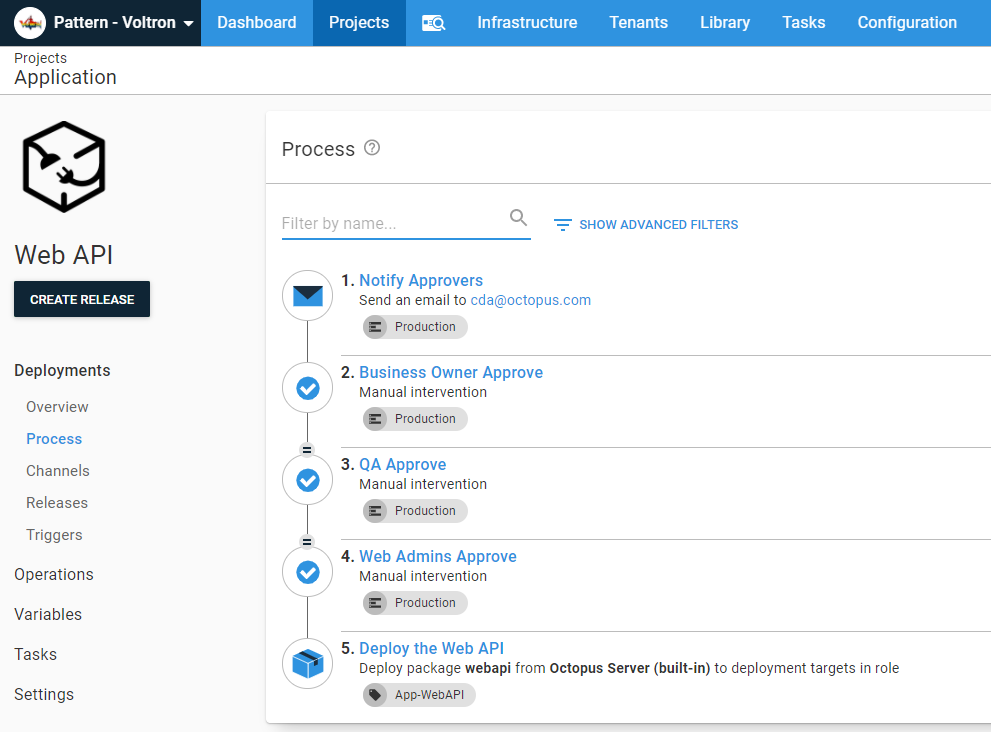 Pattern - Voltron Dashboard Projects Infrastructure Tenants Library Tasks Configuration
Projects
Application
Web API
CREATE RELEASE
Deployments
Overview
Process
Channels
Releases
Triggers
Operations
Variables
Tasks
Settings
Process
Filter by name...
SHOW ADVANCED FILTERS
1. Notify Approvers
Send an email to cda@octopus.com
Production
2. Business Owner Approve
Manual intervention
Production
3. QA Approve
Manual intervention
Production
4. Web Admins Approve
Manual intervention
Production
5. Deploy the Web API
Deploy package webapi from Octopus Server (built-in) to deployment targets in role
App-WebAPI